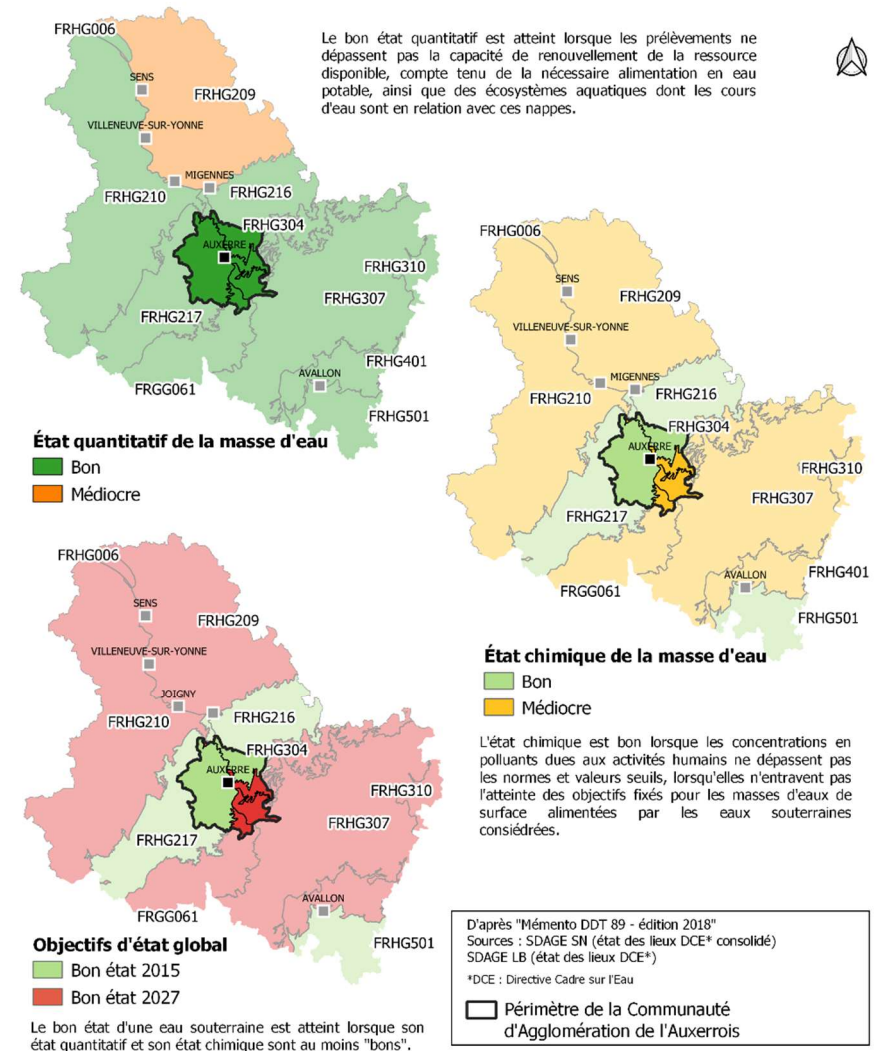 FRHG006
SENS
FRHG209
VILLENEUVE-SUR-YONNE
MIGENNES
FRHG210
FRHG216
FRHG304
AUXERRE
FRHG310
FRHG307
FRHG217
FRHG401
AVALLON
FRGG061
FRHG501
Le bon état quantitatif est atteint lorsque les prélèvements ne
dépassent pas la capacité de renouvellement de la ressource
disponible, compte tenu de la nécessaire alimentation en eau
potable, ainsi que des écosystèmes aquatiques dont les cours
d'eau sont en relation avec ces nappes.
État quantitatif de la masse d'eau
Bon
Médiocre
FRHG006
SENS
FRHG209
VILLENEUVE-SUR-YONNE
MIGENNES
FRHG210
FRHG216
FRHG304
AUXERRE
FRHG310
FRHG307
FRHG217
AVALLON
FRHG401
FRGG061
FRHG501
État chimique de la masse d'eau
Bon
Médiocre
L'état chimique est bon lorsque les concentrations en
polluants dues aux activités humains ne dépassent pas
les normes et valeurs seuils, lorsqu'elles n'entravent pas
l'atteinte des objectifs fixés pour les masses d'eaux de
surface alimentées par les eaux souterraines
consiédrées.
FRHG006
SENS
FRHG209
VILLENEUVE-SUR-YONNE
JOIGNY
FRHG210
FRHG216
FRHG304
AUXERRE
FRHG310
FRHG307
FRHG217
AVALLON
FRGG061
FRHG501
Objectifs d'état global
Bon état 2015
Bon état 2027
Le bon état d'une eau souterraine est atteint lorsque son
état quantitatif et son état chimique sont au moins "bons".
D'après "Mémento DDT 89 - édition 2018"
Sources : SDAGE SN (état des lieux DCE* consolidé)
SDAGE LB (état des lieux DCE*)
*DCE : Directive Cadre sur l'Eau
Périmètre de la Communauté
d'Agglomération de l'Auxerrois